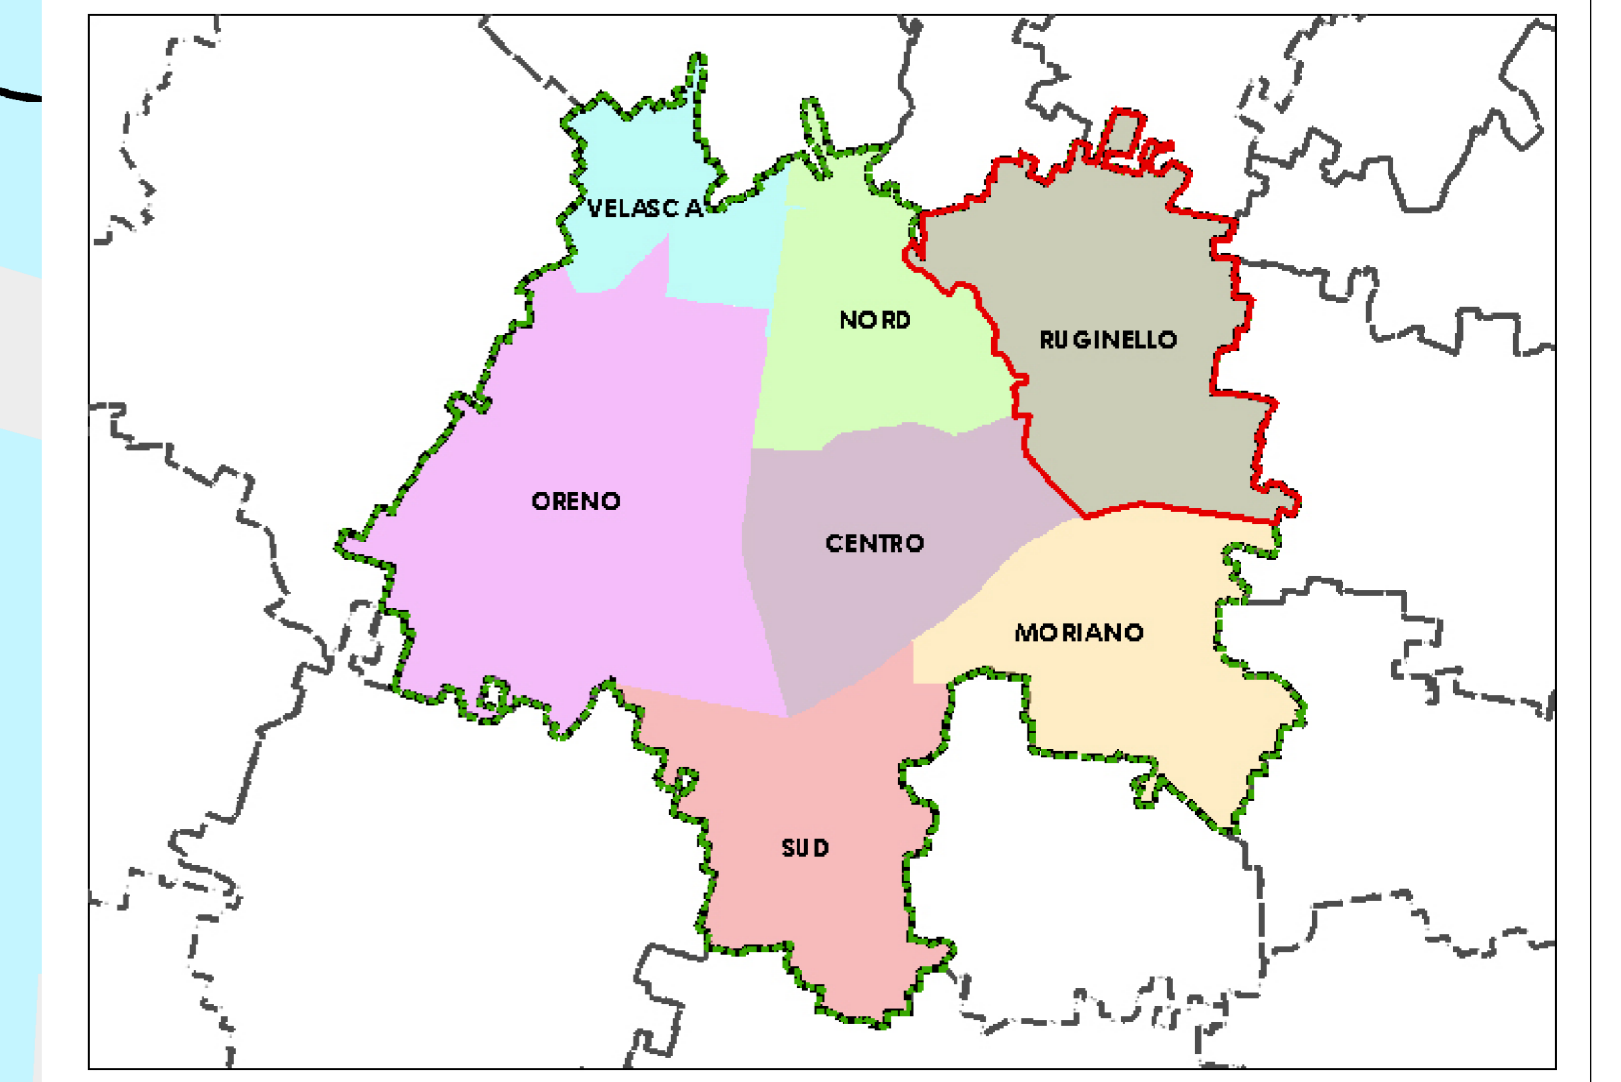 VELASCA
NORD
RUGINELLO
ORENO
CENTRO
MORIANO
SUD